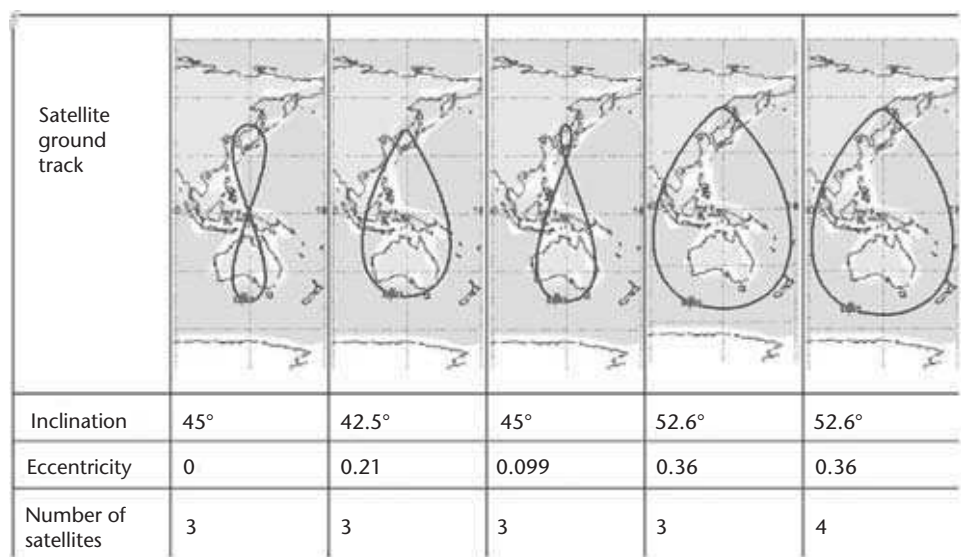 Satellite
ground
track
Inclination 45° 42.5° 45° 52.6° 52.6°
Eccentricity 0 0.21 0.099 0.36 0.36
Number of
satellites 3 3 3 3 4